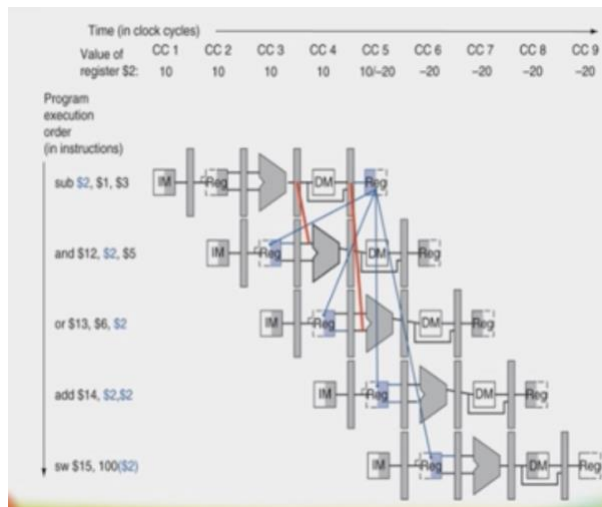 Time (in clock cycles)
Value of CC 1 CC 2 CC 3 CC 4 CC 5 CC 6 CC 7 CC 8 CC 9
register $2: 10 10 10 10 10/–20 –20 –20 –20 –20
Program
execution
order
(in instructions)
sub $2, $1, $3 IM Reg DM Reg
and $12, $2, $5 IM Reg DM Reg
or $13, $6, $2 IM Reg DM Reg
add $14, $2,$2 IM Reg DM Reg
sw $15, 100($2) IM Reg DM Reg